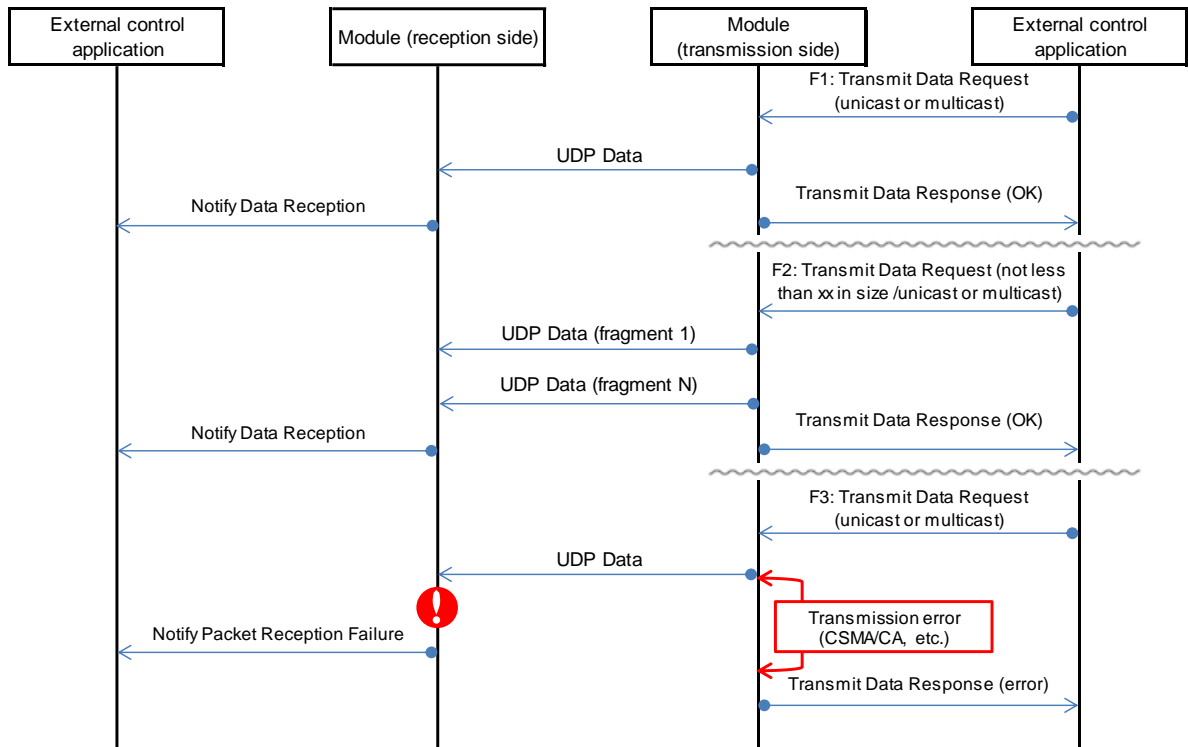 External control
application
Module (reception side)
Module
(transmission side)
External control
application
F1: Transmit Data Request
(unicast or multicast)
UDP Data
Transmit Data Response (OK)
Notify Data Reception
F2: Transmit Data Request (not less
than xx in size /unicast or multicast)
UDP Data (fragment 1)
UDP Data (fragment N)
Transmit Data Response (OK)
Notify Data Reception
F3: Transmit Data Request
(unicast or multicast)
UDP Data
Transmission error
(CSMA/CA, etc.)
Notify Packet Reception Failure
Transmit Data Response (error)